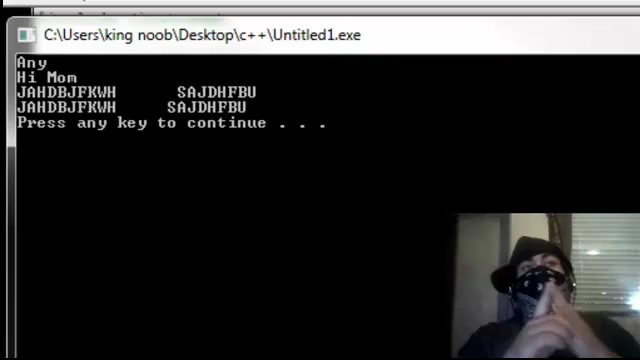 C:\Users\king noob\Desktop\c++\Untitled1.exe
Any
Hi Mom
JAHDBJFKWH      SAJDHFBU
JAHDBJFKWH     SAJDHFBU
Press any key to continue . . .